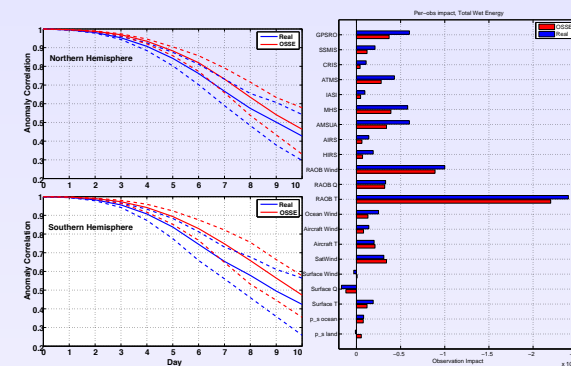 1
0.9
0.8
0.7
0.6
0.5
0.4
0.3
0.2
Anomaly Correlation
Northern Hemisphere
Real
OSSE
0 1 2 3 4 5 6 7 8 9 10
1
0.9
0.8
0.7
0.6
0.5
0.4
0.3
0.2
Anomaly Correlation
Southern Hemisphere
Real
OSSE
0 1 2 3 4 5 6 7 8 9 10
Day
Per-obs impact, Total Wet Energy
OSSE
Real
GPSRO
SSMIS
CRIS
ATMS
IASI
MHS
AMSUA
AIRS
HIRS
RAOB Wind
RAOB Q
RAOB T
Ocean Wind
Aircraft Wind
Aircraft T
SatWind
Surface Wind
Surface Q
Surface T
p_s ocean
p_s land
0 −0.5 −1 −1.5 −2
Observation Impact